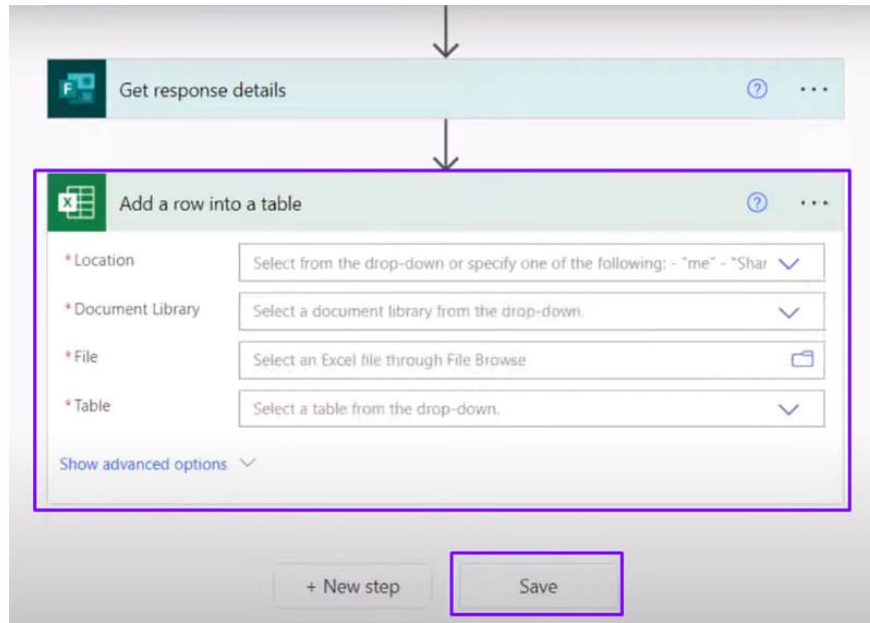 Get response details
Add a row into a table
* Location
Select from the drop-down or specify one of the following: - "me" - "Shar
* Document Library
Select a document library from the drop-down.
* File
Select an Excel file through File Browse
* Table
Select a table from the drop-down.
Show advanced options
+ New step
Save